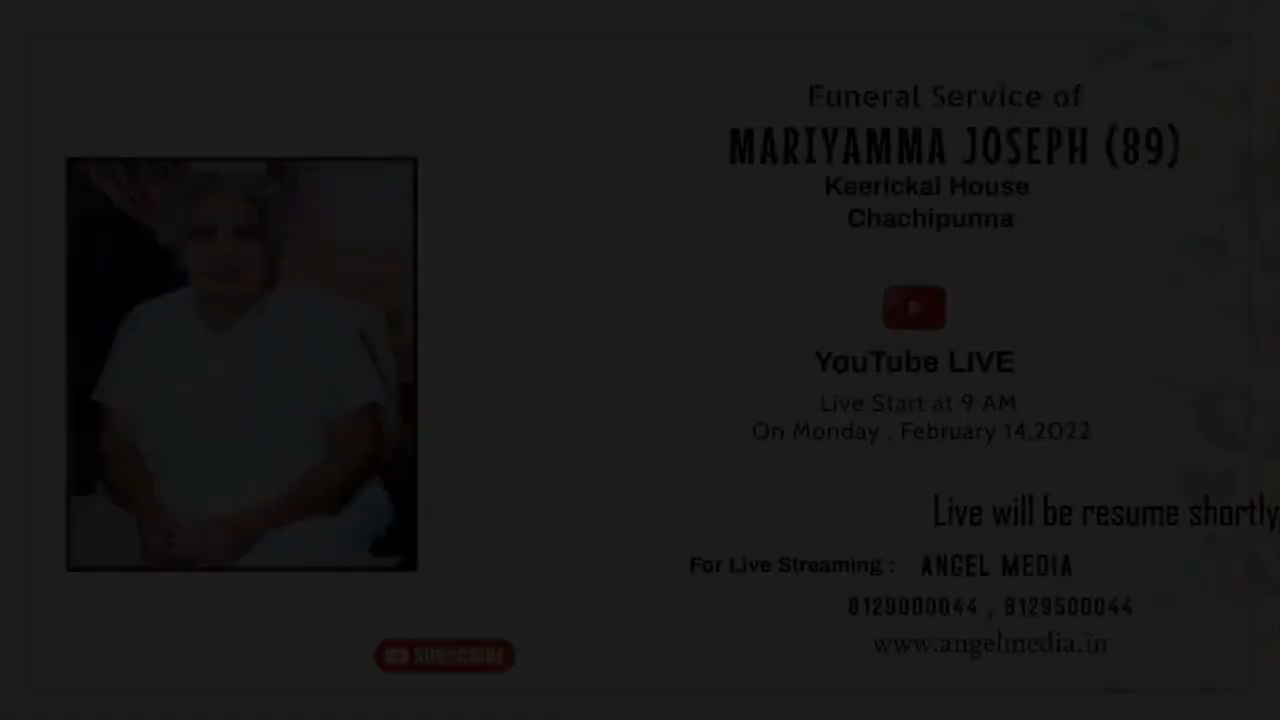 Funeral Service of
MARIYAMMA JOSEPH (89)
Keerickal House
Chachipunna
YouTube LIVE
Live Start at 9 AM
On Monday , February 14,2022
Live will be resume shortly
For Live Streaming : ANGEL MEDIA
8129000044 , 8129500044
www.angelmedia.in
SUBSCRIBE